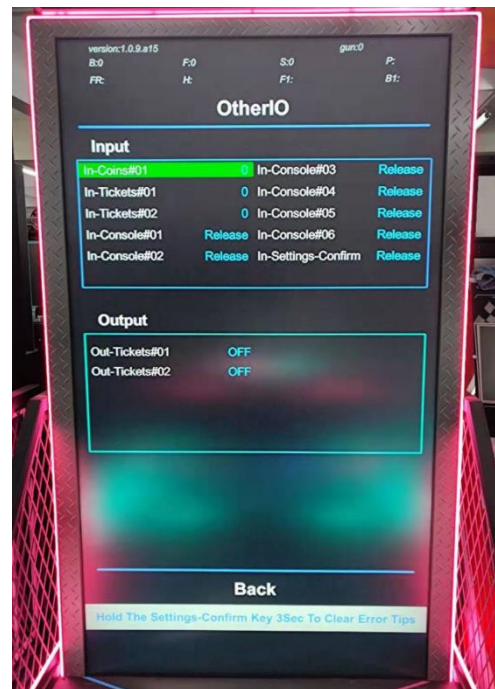 version:1.0.9.a15 gun:0
B:0 F:0 S:0 P:
FR: H: F1: B1:
OtherIO
Input
In-Coins#01 0 In-Console#03 Release
In-Tickets#01 0 In-Console#04 Release
In-Tickets#02 0 In-Console#05 Release
In-Console#01 Release In-Console#06 Release
In-Console#02 Release In-Settings-Confirm Release
Output
Out-Tickets#01 OFF
Out-Tickets#02 OFF
Back
Hold The Settings-Confirm Key 3Sec To Clear Error Tips